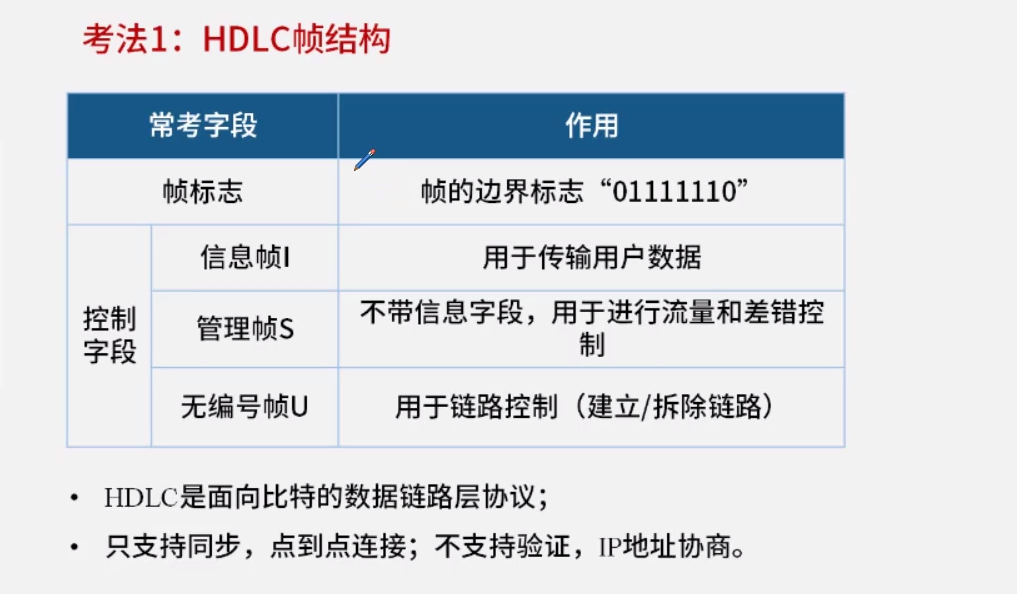 考法1：HDLC帧结构
常考字段 作用
帧标志 帧的边界标志“01111110”
控制字段
信息帧I 用于传输用户数据
管理帧S 不带信息字段，用于进行流量和差错控
制
无编号帧U 用于链路控制（建立/拆除链路）
• HDLC是面向比特的数据链路层协议；
• 只支持同步，点到点连接；不支持验证，IP地址协商。